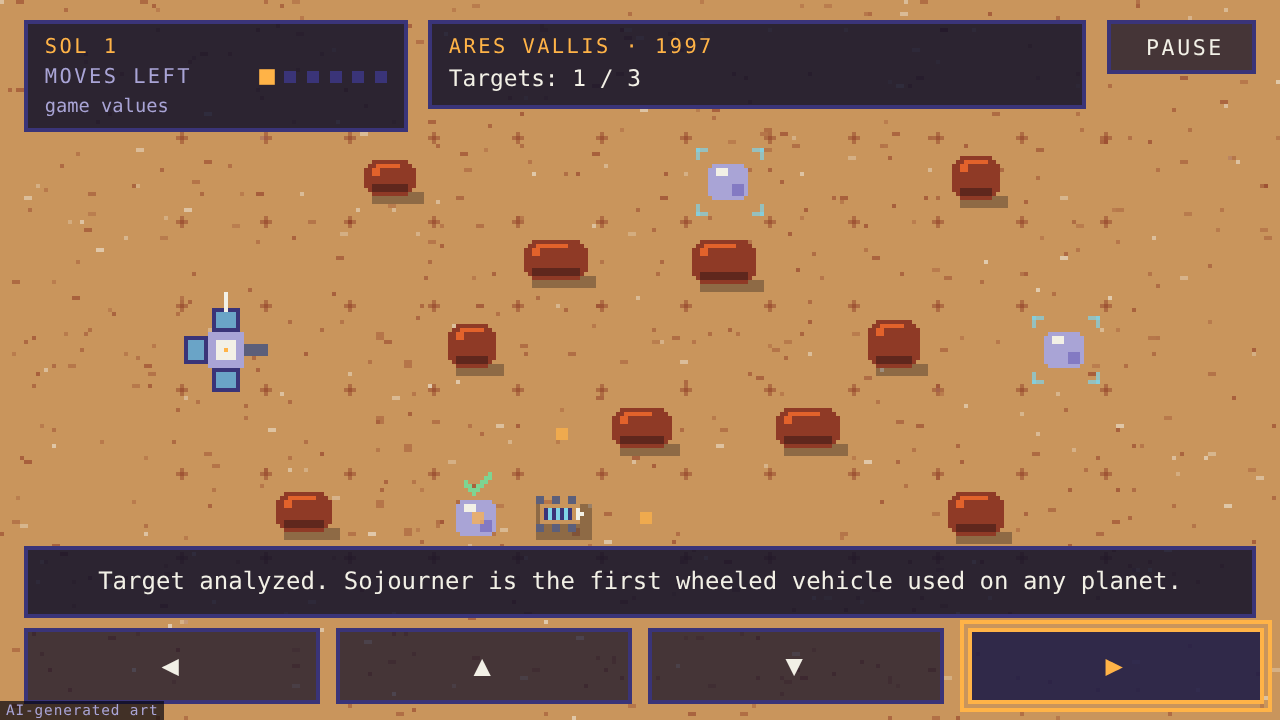 SOL 1
MOVES LEFT
game values
ARES VALLIS · 1997
Targets: 1 / 3
PAUSE
Target analyzed. Sojourner is the first wheeled vehicle used on any planet.
◀ ▲ ▼ ▶
AI-generated art